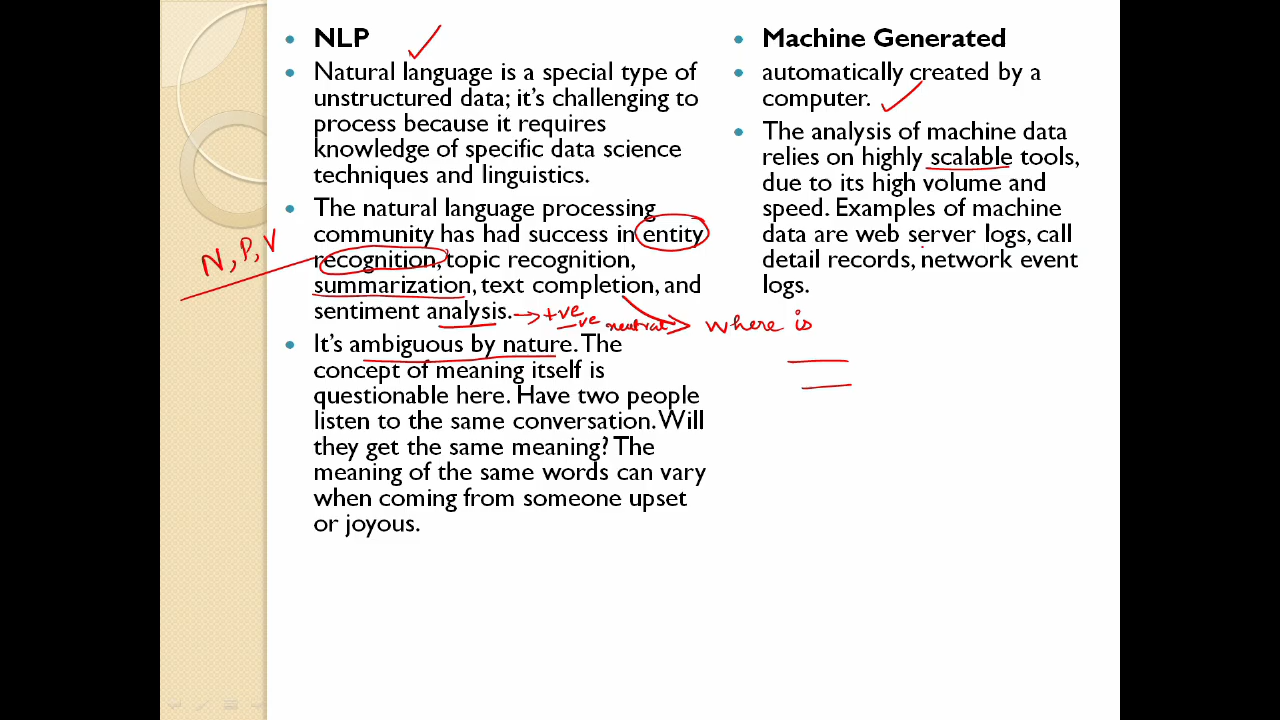 NLP
Natural language is a special type of
unstructured data; it's challenging to
process because it requires
knowledge of specific data science
techniques and linguistics.
The natural language processing
community has had success in entity
recognition, topic recognition,
summarization, text completion, and
sentiment analysis.
It's ambiguous by nature. The
concept of meaning itself is
questionable here. Have two people
listen to the same conversation. Will
they get the same meaning? The
meaning of the same words can vary
when coming from someone upset
or joyous.
N, P, V
+ve
-ve neutral
where is
Machine Generated
automatically created by a
computer.
The analysis of machine data
relies on highly scalable tools,
due to its high volume and
speed. Examples of machine
data are web server logs, call
detail records, network event
logs.